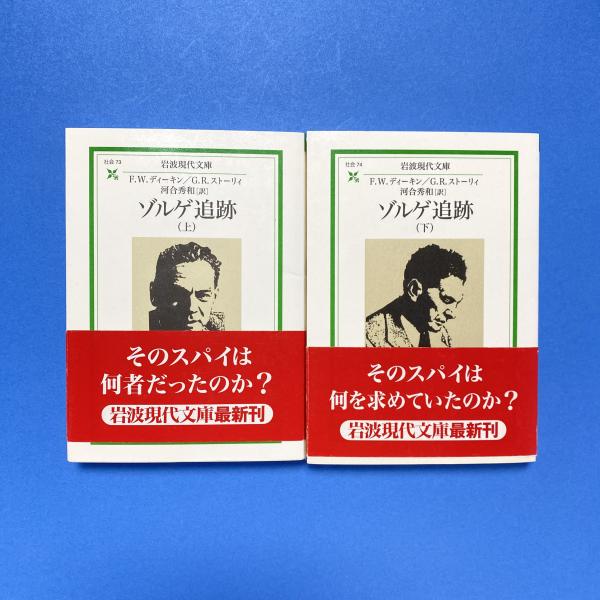 社会 73
岩波現代文庫
F.W.ディーキン／G.R.ストーリィ
河合秀和[訳]
ゾルゲ追跡
(上)
そのスパイは
何者だったのか?
岩波現代文庫最新刊
社会 74
岩波現代文庫
F.W.ディーキン／G.R.ストーリィ
河合秀和[訳]
ゾルゲ追跡
(下)
そのスパイは
何を求めていたのか?
岩波現代文庫最新刊